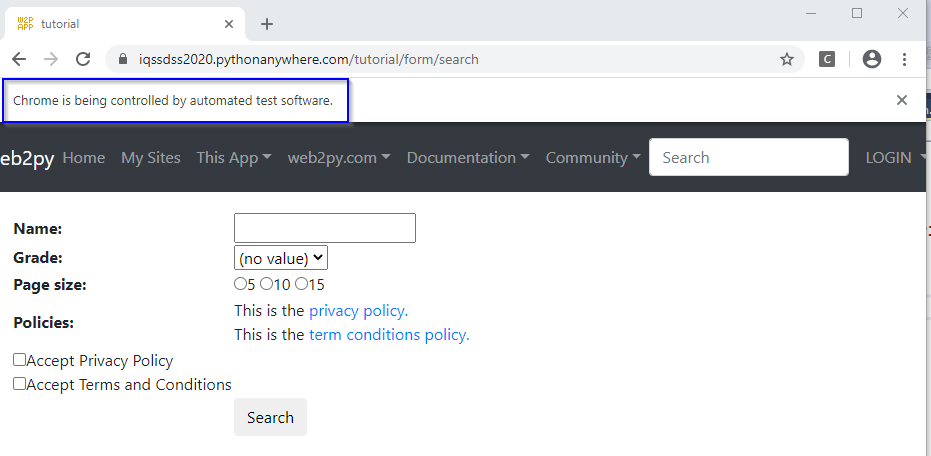 WEB APP tutorial
iqssdss2020.pythonanywhere.com/tutorial/form/search C
Chrome is being controlled by automated test software.
eb2py Home My Sites This App web2py.com Documentation Community Search LOGIN
Name:
Grade: (no value)
Page size: 5 10 15
Policies:
This is the privacy policy.
This is the term conditions policy.
Accept Privacy Policy
Accept Terms and Conditions
Search